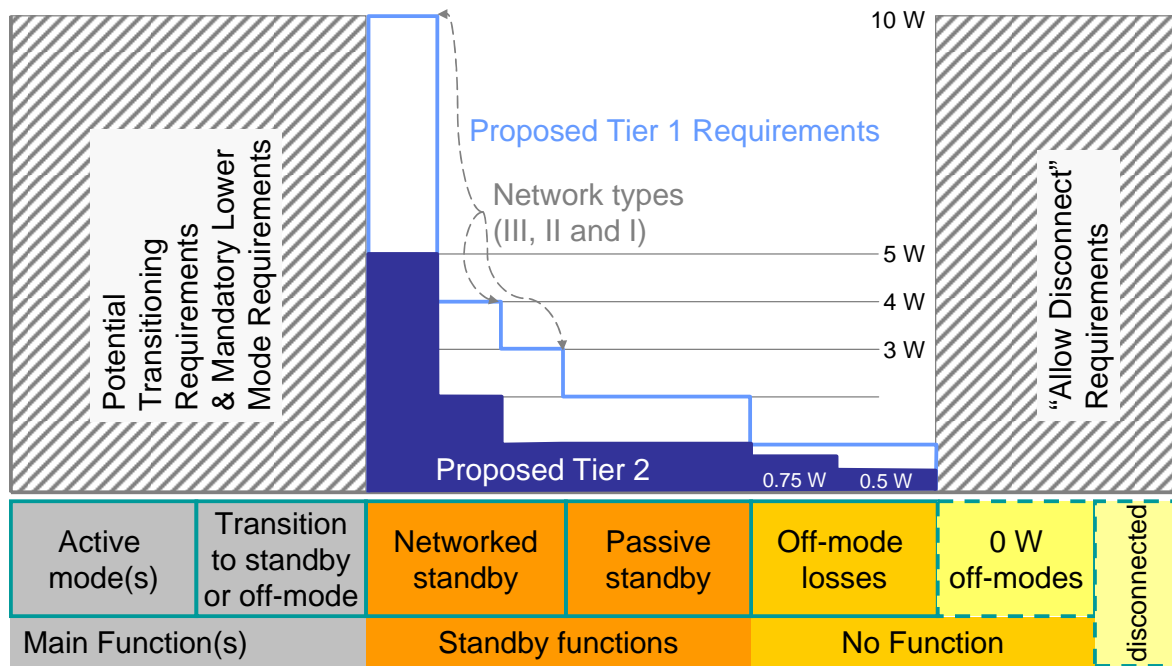 10 W
Proposed Tier 1 Requirements
Network types
(III, II and I)
5 W
4 W
3 W
Potential
Transitioning
Requirements
& Mandatory Lower
Mode Requirements
“Allow Disconnect”
Requirements
Proposed Tier 2
0.75 W
0.5 W
Active
mode(s)
Transition
to standby
or off-mode
Networked
standby
Passive
standby
Off-mode
losses
0 W
off-modes
disconnected
Main Function(s)
Standby functions
No Function